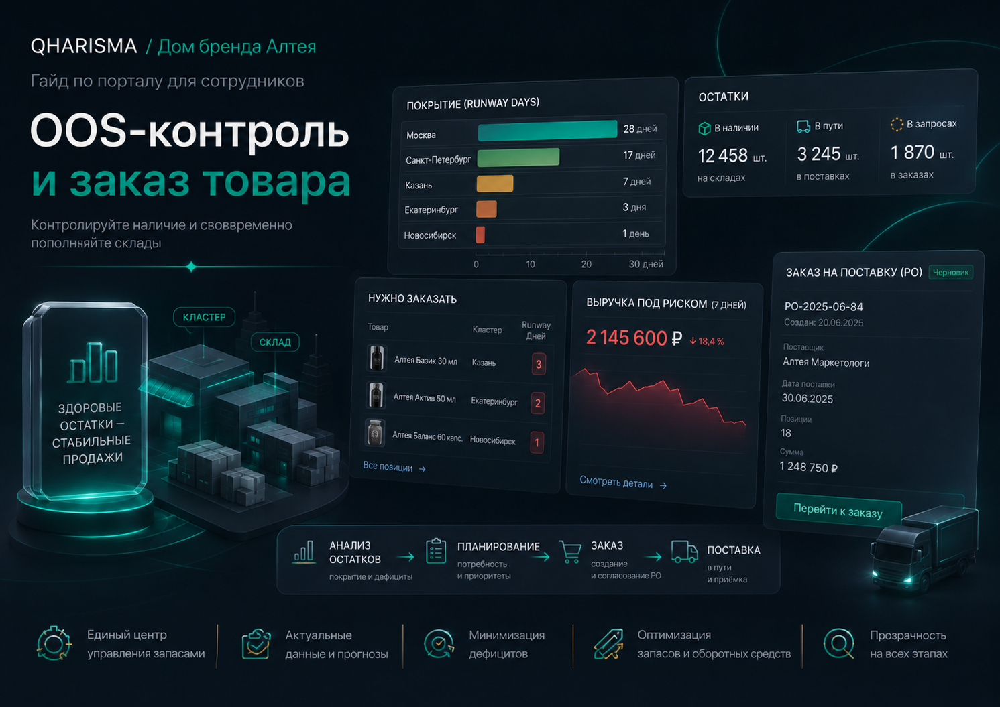 QHARISMA / Дом бренда Алтея
Гайд по порталу для сотрудников
OOS-контроль
и заказ товара
Контролируйте наличие и своввременно
пополнняйте склады
ЗДОРОВЫЕ
ОСТАТКИ —
СТАБИЛЬНЫЕ
ПРОДАЖИ
КЛАСТЕР
СКЛАД
ПОКРЫТИЕ (RUNWAY DAYS)
Москва 28 дней
Санкт-Петербург 17 дней
Казань 7 дней
Екатеринбург 3 дня
Новосибирск 1 день
0 10 20 30 дней
ОСТАТКИ
В наличии
12 458 шт.
на складах
В пути
3 245 шт.
в поставках
В запросах
1 870 шт.
в заказах
НУЖНО ЗАКАЗАТЬ
Товар Кластер Runway
Дней
Алтея Базик 30 мл Казань 3
Алтея Актив 50 мл Екатеринбург 2
Алтея Баланс 60 капс. Новосибирск 1
Все позиции →
ВЫРУЧКА ПОД РИСКОМ (7 ДНЕЙ)
2 145 600 ₽ ↓ 18,4 %
Смотреть детали →
ЗАКАЗ НА ПОСТАВКУ (PO) Черновик
PO-2025-06-84
Создан: 20.06.2025
Поставщик
Алтея Маркетологи
Дата поставки
30.06.2025
Позиции
18
Сумма
1 248 750 ₽
Перейти к заказу
АНАЛИЗ
ОСТАТКОВ
покрытие и дефициты
ПЛАНИРОВАНИЕ
потребность
и приоритеты
ЗАКАЗ
создание
и согласование PO
ПОСТАВКА
в пути
и приёмка
Единый центр
управления запасами
Актуальные
данные и прогнозы
Минимизация
дефицитов
Оптимизация
запасов и оборотных средств
Прозрачность
на всех этапах